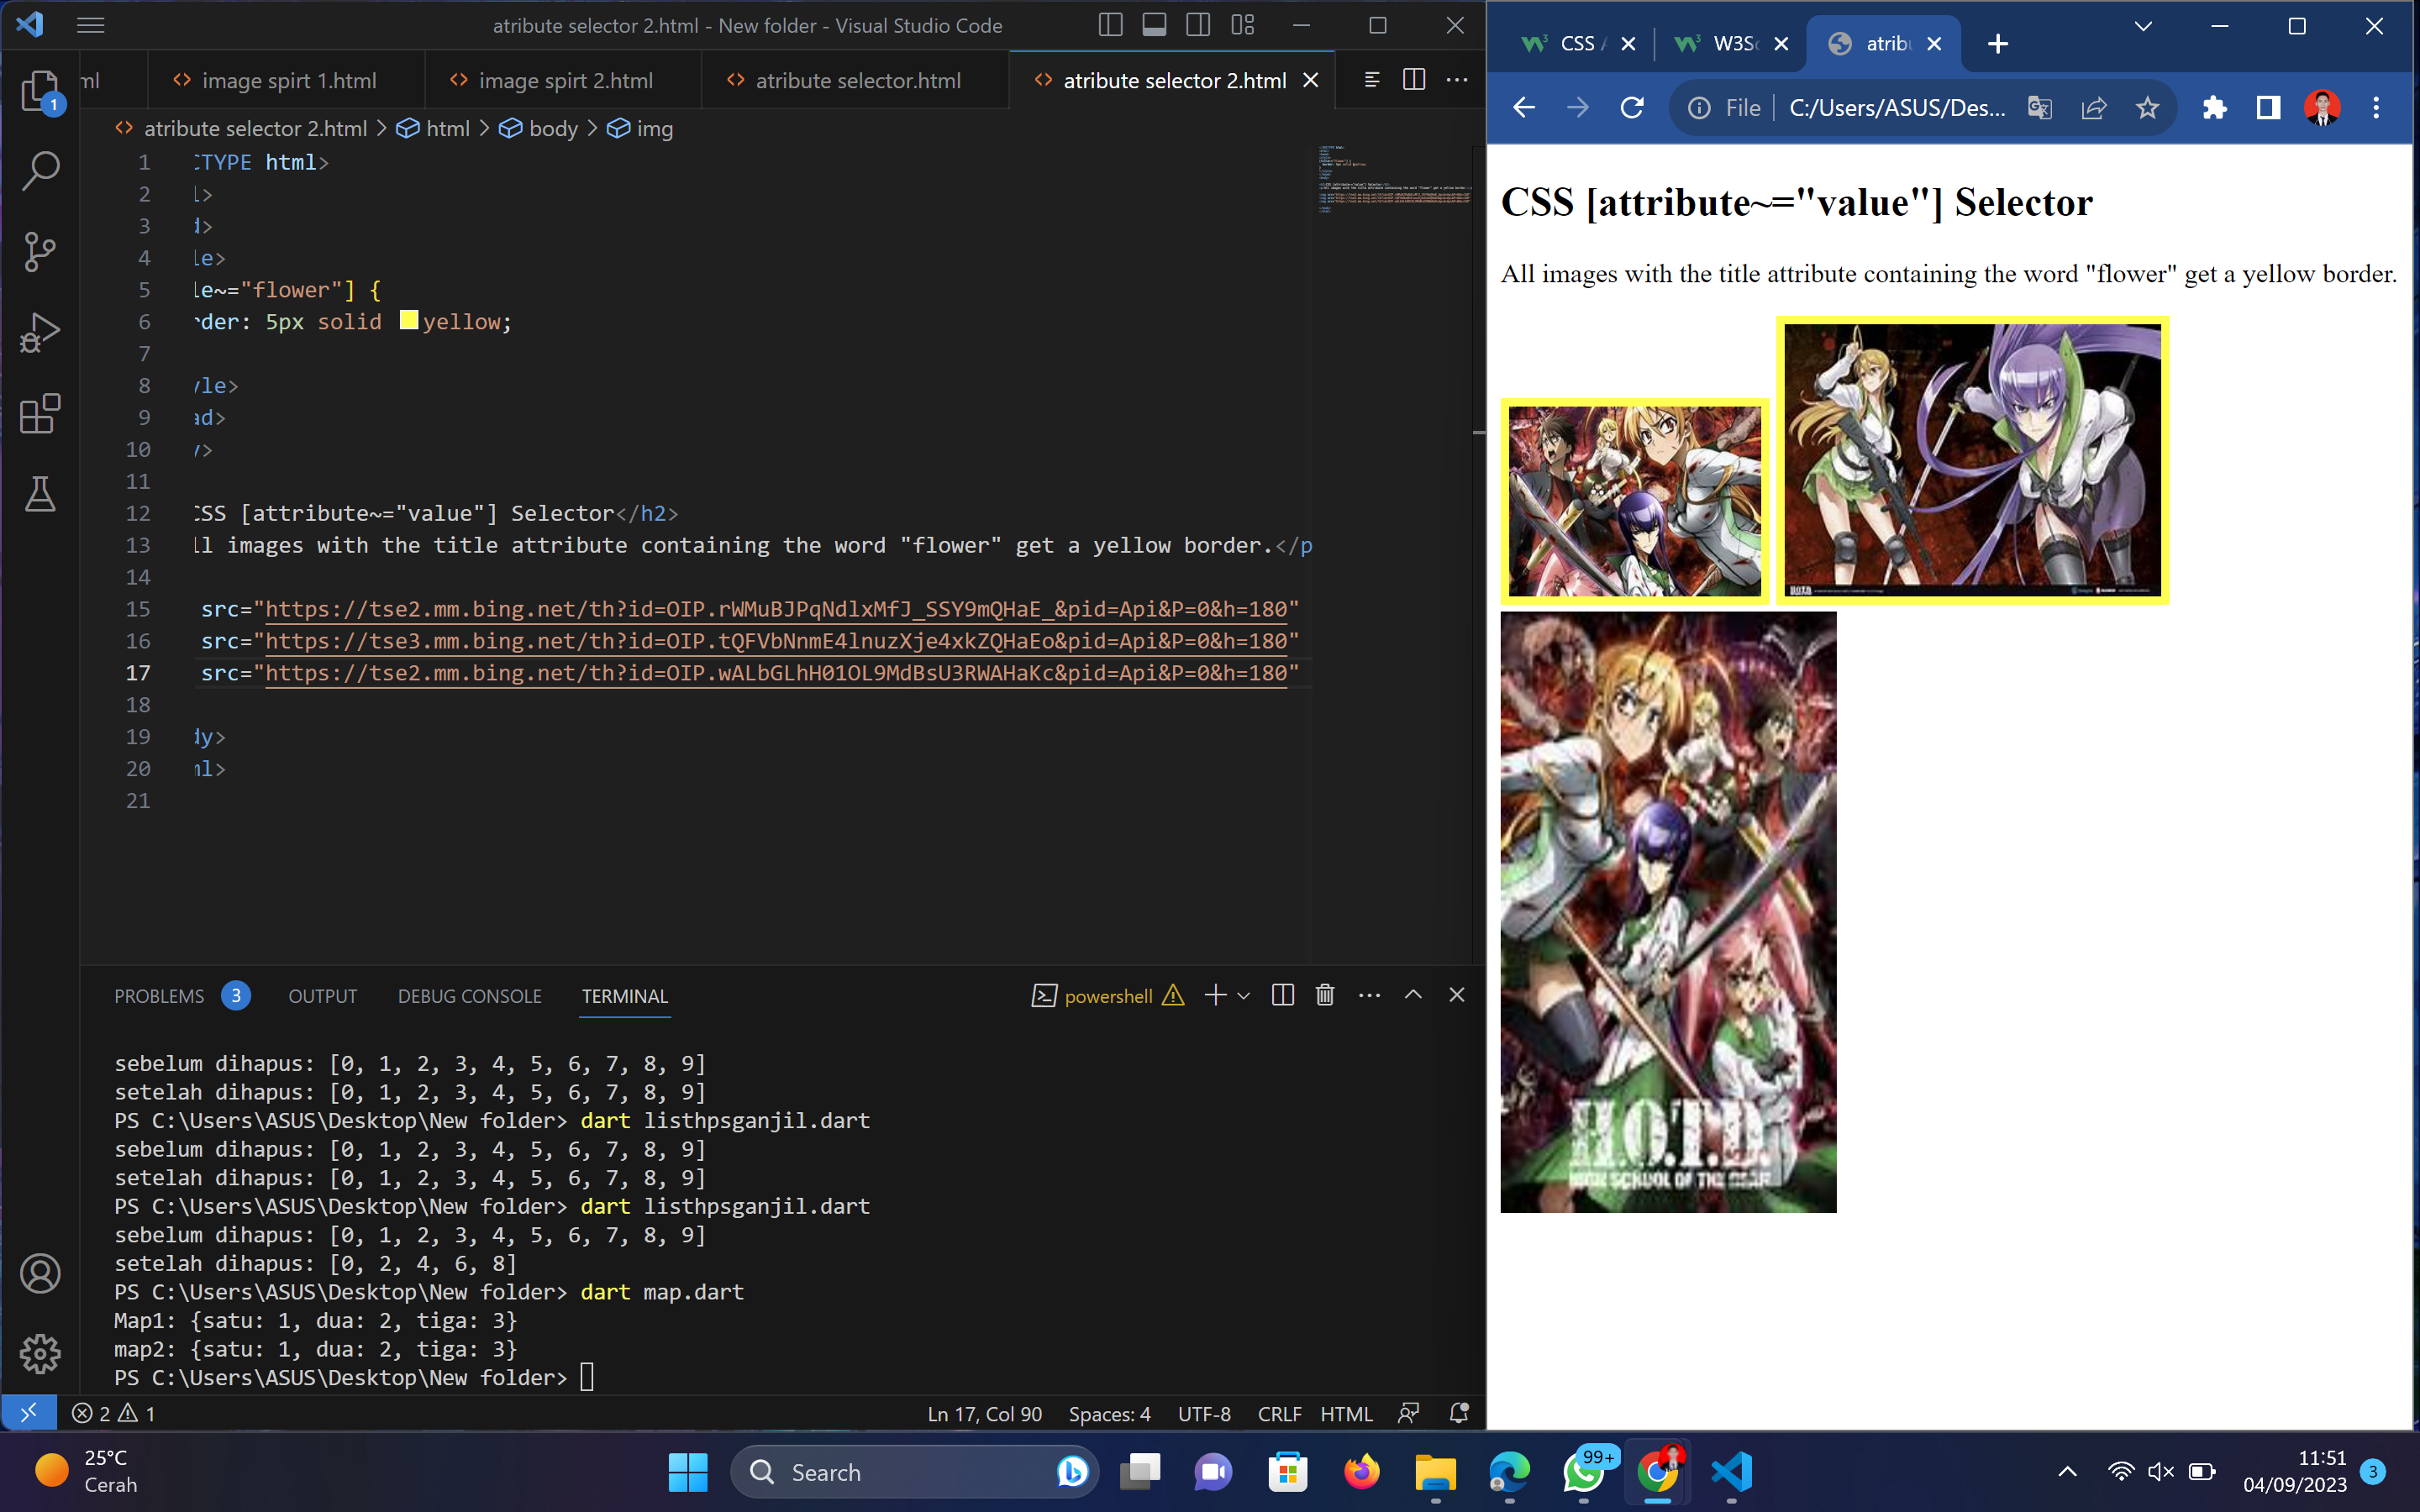 atribute selector 2.html - New folder - Visual Studio Code
ml
image spirt 1.html
image spirt 2.html
atribute selector.html
atribute selector 2.html
1
atribute selector 2.html > html > body > img
1 CTYPE html>
2 l>
3 d>
4 le>
5 le~="flower"] {
6 rder: 5px solid yellow;
7
8 yle>
9 ad>
10 y>
11
12 CSS [attribute~="value"] Selector</h2>
13 ll images with the title attribute containing the word "flower" get a yellow border.</p
14
15 src="https://tse2.mm.bing.net/th?id=OIP.rWMuBJPqNdlxMfJ_SSY9mQHaE_&pid=Api&P=0&h=180"
16 src="https://tse3.mm.bing.net/th?id=OIP.tQFVbNnmE4lnuzXje4xkZQHaEo&pid=Api&P=0&h=180"
17 src="https://tse2.mm.bing.net/th?id=OIP.wALbGLhH01OL9MdBsU3RWAHaKc&pid=Api&P=0&h=180"
18
19 dy>
20 ml>
21
PROBLEMS 3 OUTPUT DEBUG CONSOLE TERMINAL
powershell
sebelum dihapus: [0, 1, 2, 3, 4, 5, 6, 7, 8, 9]
setelah dihapus: [0, 1, 2, 3, 4, 5, 6, 7, 8, 9]
PS C:\Users\ASUS\Desktop\New folder> dart listhpsganjil.dart
sebelum dihapus: [0, 1, 2, 3, 4, 5, 6, 7, 8, 9]
setelah dihapus: [0, 1, 2, 3, 4, 5, 6, 7, 8, 9]
PS C:\Users\ASUS\Desktop\New folder> dart listhpsganjil.dart
sebelum dihapus: [0, 1, 2, 3, 4, 5, 6, 7, 8, 9]
setelah dihapus: [0, 2, 4, 6, 8]
PS C:\Users\ASUS\Desktop\New folder> dart map.dart
Map1: {satu: 1, dua: 2, tiga: 3}
map2: {satu: 1, dua: 2, tiga: 3}
PS C:\Users\ASUS\Desktop\New folder>
2 1
Ln 17, Col 90 Spaces: 4 UTF-8 CRLF HTML
CSS A
W3Sc
atribu
File C:/Users/ASUS/Des...
CSS [attribute~="value"] Selector
All images with the title attribute containing the word "flower" get a yellow border.
H.O.T.D.
HIGH SCHOOL OF THE DEAD
25°C
Cerah
Search
99+
11:51
04/09/2023
3